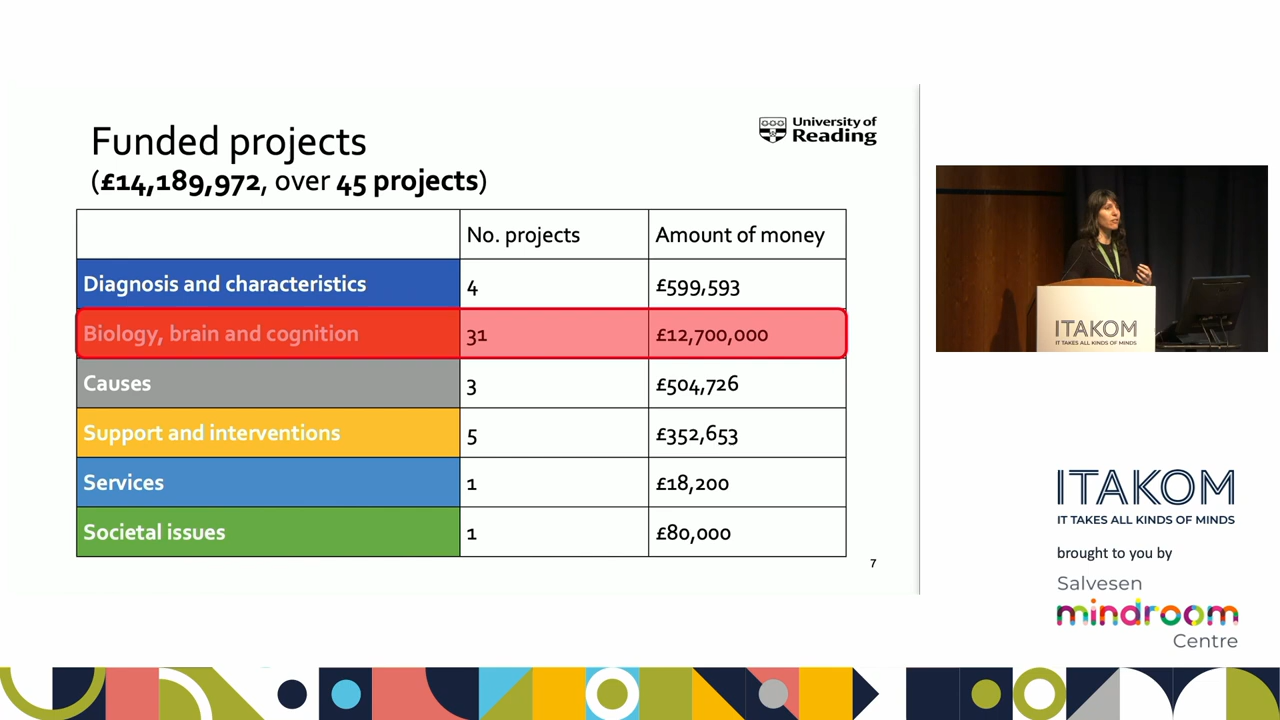 Funded projects
(£14,189,972, over 45 projects)
University of
Reading
No. projects Amount of money
Diagnosis and characteristics 4 £599,593
Biology, brain and cognition 31 £12,700,000
Causes 3 £504,726
Support and interventions 5 £352,653
Services 1 £18,200
Societal issues 1 £80,000
7
ITAKOM
IT TAKES ALL KINDS OF MINDS
ITAKOM
IT TAKES ALL KINDS OF MINDS
brought to you by
Salvesen
mindroom
Centre